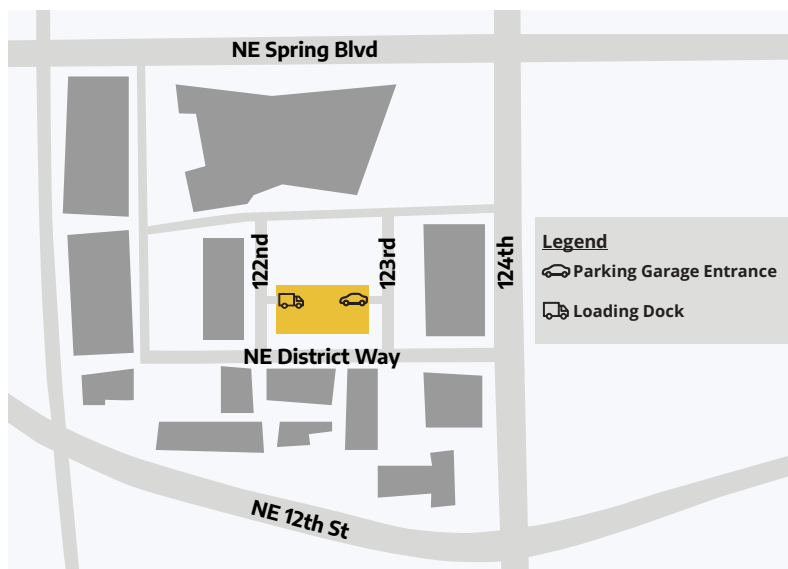 NE Spring Blvd
122nd
123rd
124th
NE District Way
NE 12th St
Legend
Parking Garage Entrance
Loading Dock